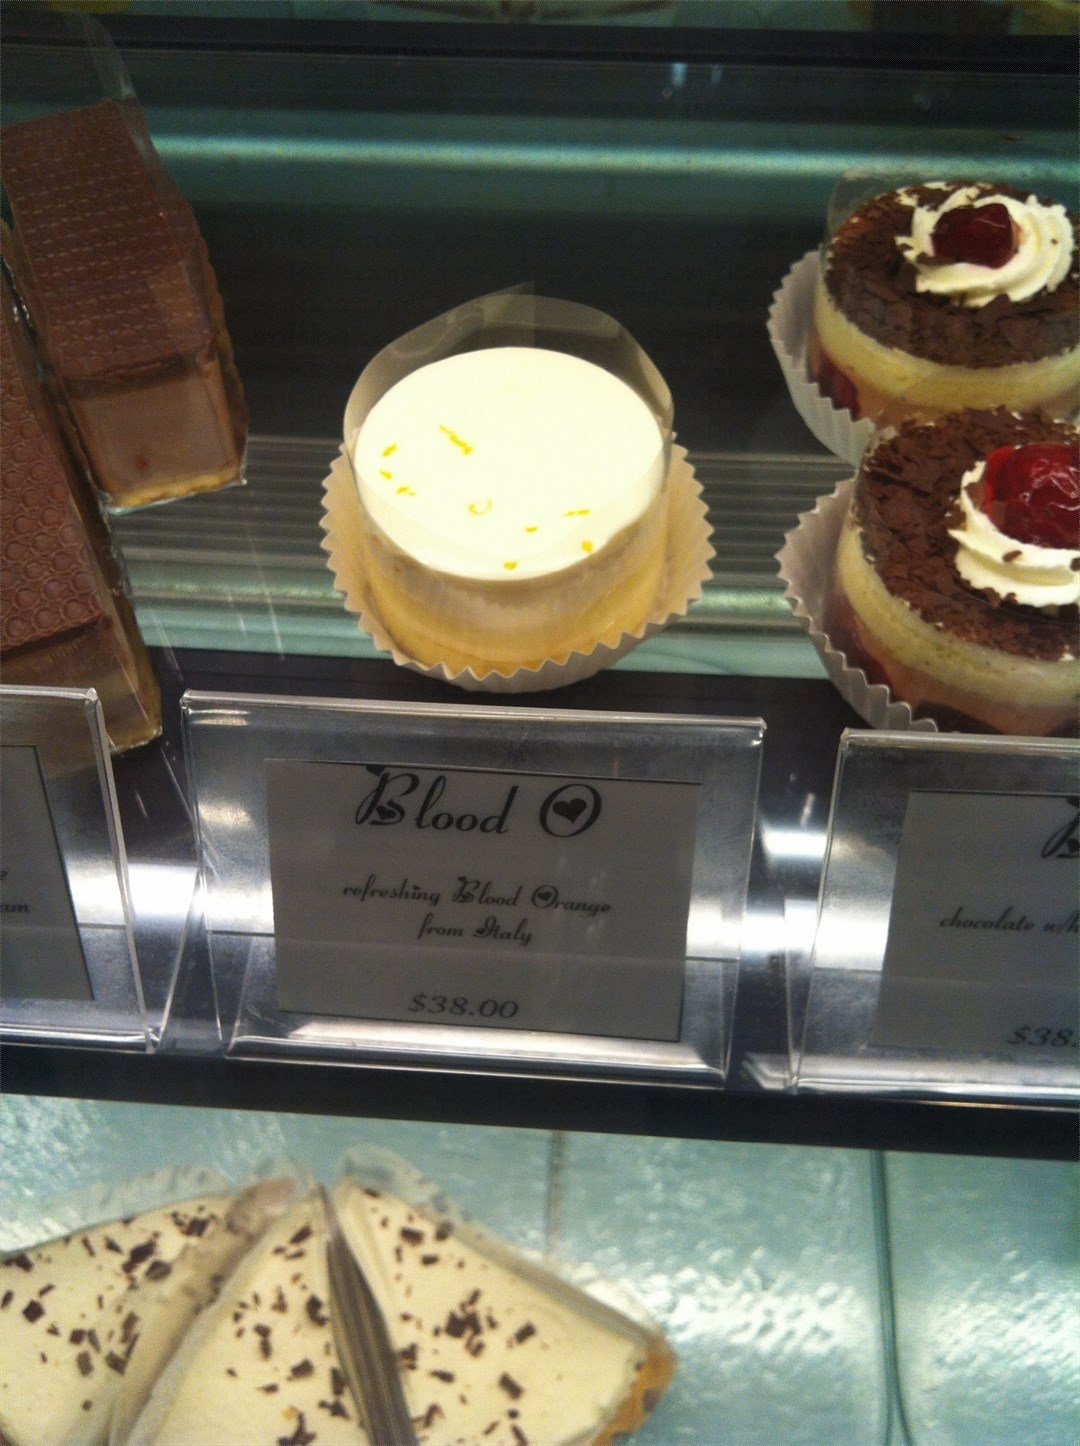 Blood O
refreshing Blood Orange
from Italy
$38.00
chocolate